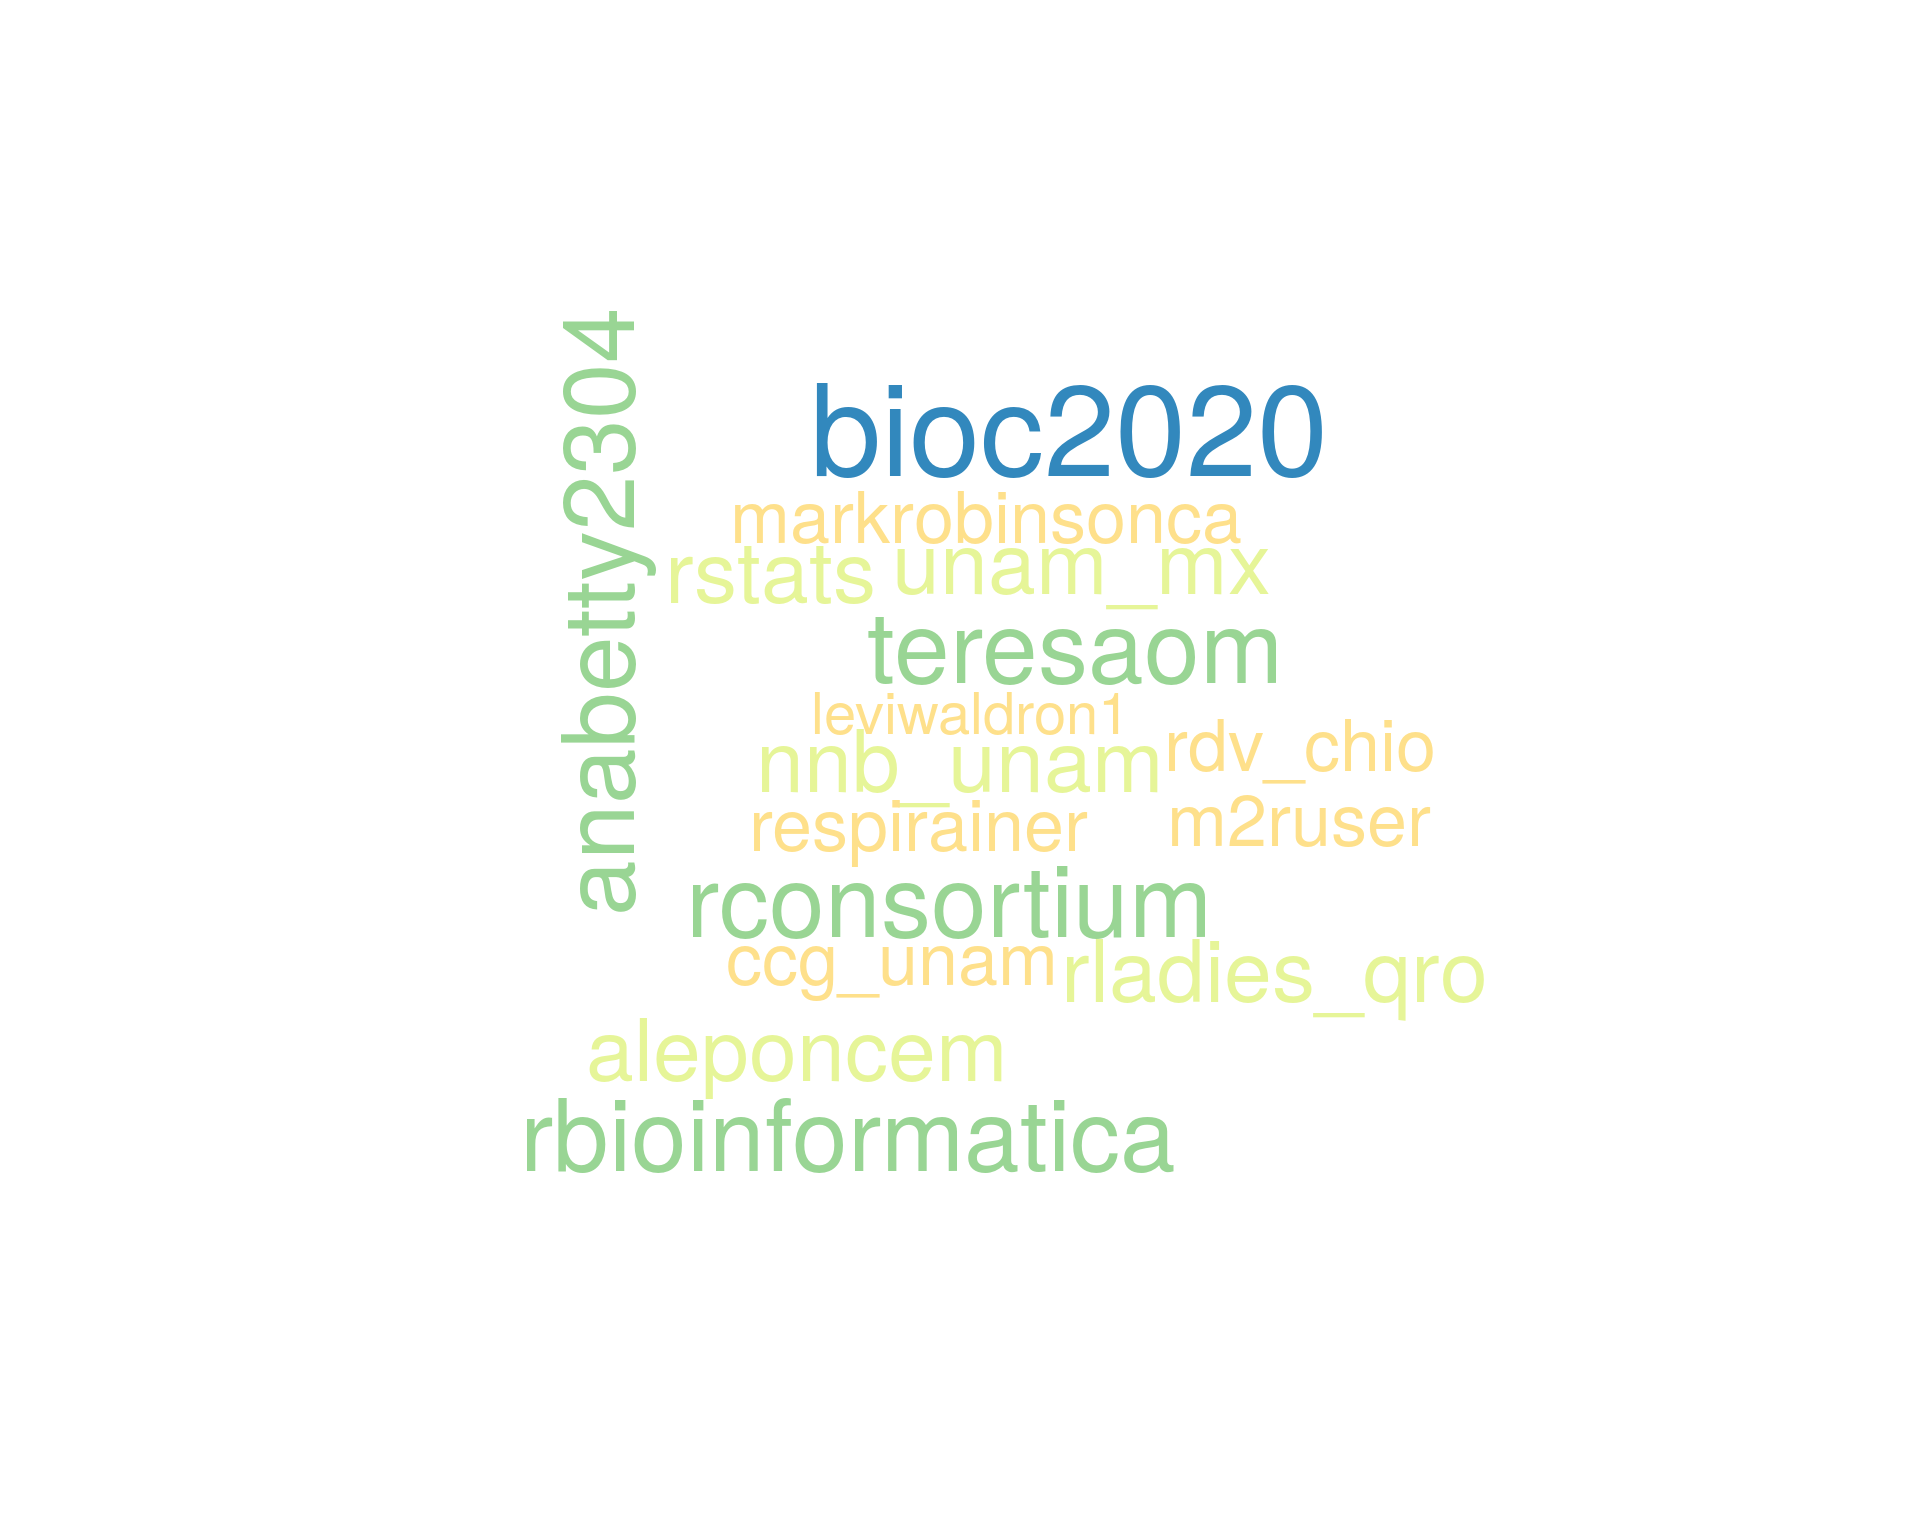 anabetty2304
bioc2020
markrobinsonca
rstats unam_mx
teresaom
leviwaldron1
nnb_unam rdv_chio
respirainer m2ruser
rconsortium
ccg_unam rladies_qro
aleponcem
rbioinformatica